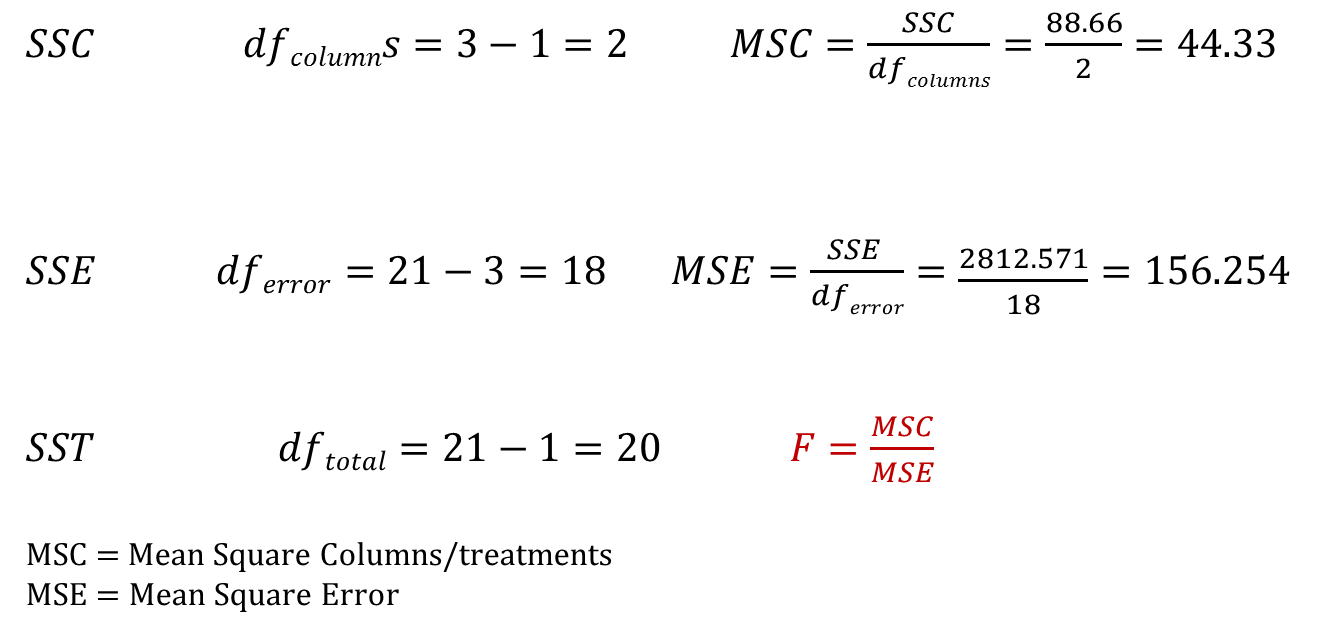 SSC df_columns = 3 − 1 = 2 MSC = SSC/df_columns = 88.66/2 = 44.33
SSE df_error = 21 − 3 = 18 MSE = SSE/df_error = 2812.571/18 = 156.254
SST df_total = 21 − 1 = 20 F = MSC/MSE
MSC = Mean Square Columns/treatments
MSE = Mean Square Error